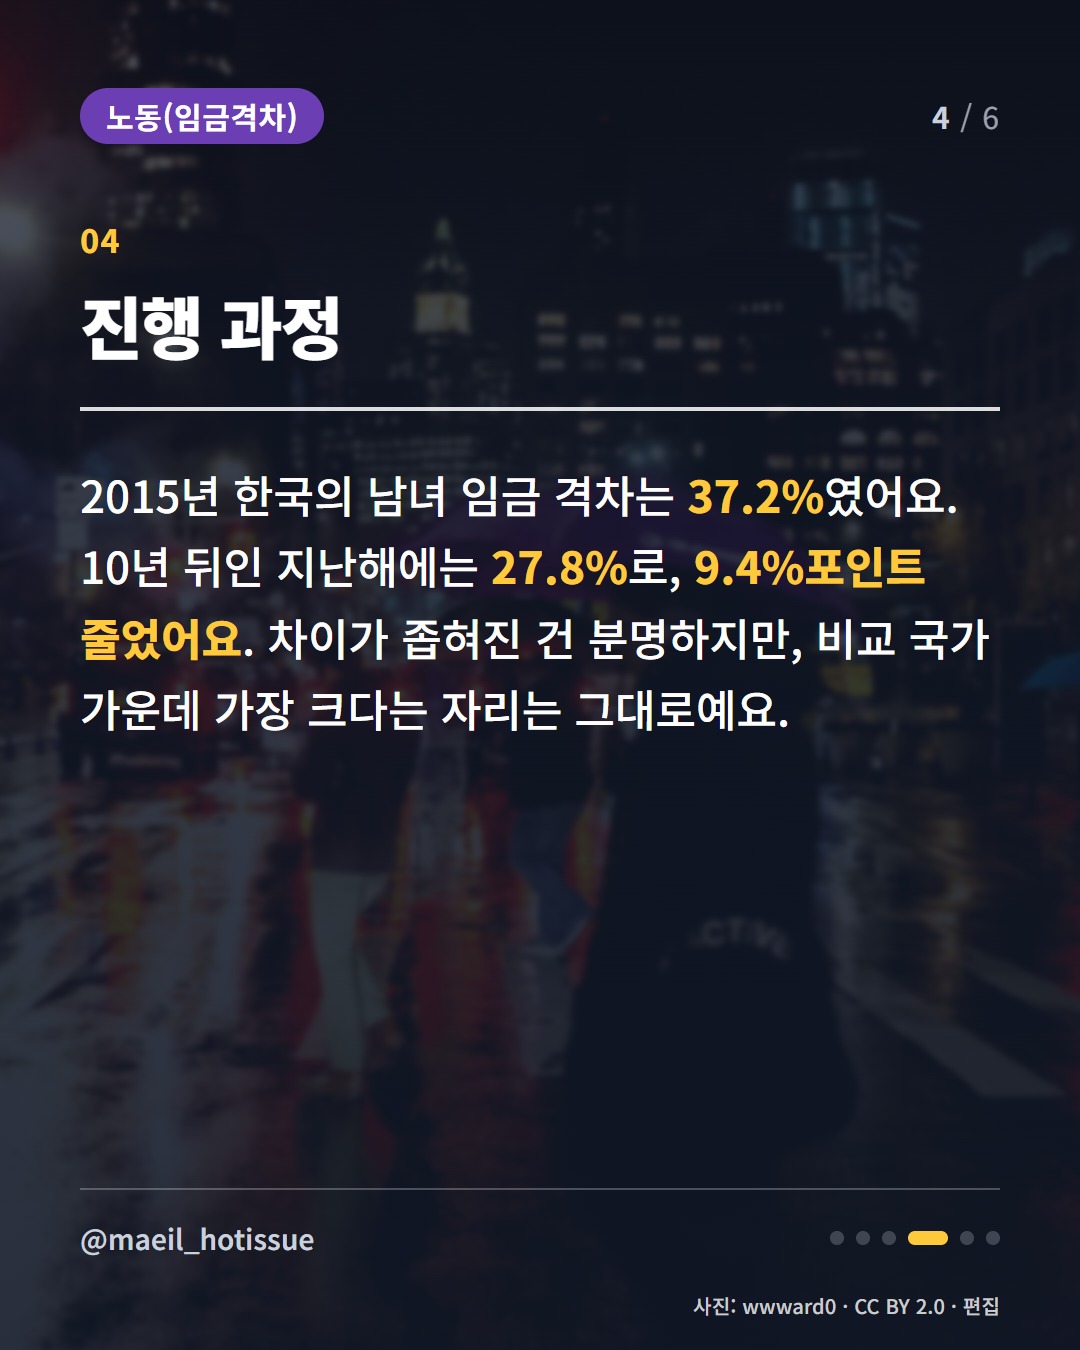 노동(임금격차)
4 / 6
04
진행 과정
2015년 한국의 남녀 임금 격차는 37.2%였어요.
10년 뒤인 지난해에는 27.8%로, 9.4%포인트
줄었어요. 차이가 좁혀진 건 분명하지만, 비교 국가
가운데 가장 크다는 자리는 그대로예요.
CTIVE
@maeil_hotissue
사진: wwward0 · CC BY 2.0 · 편집